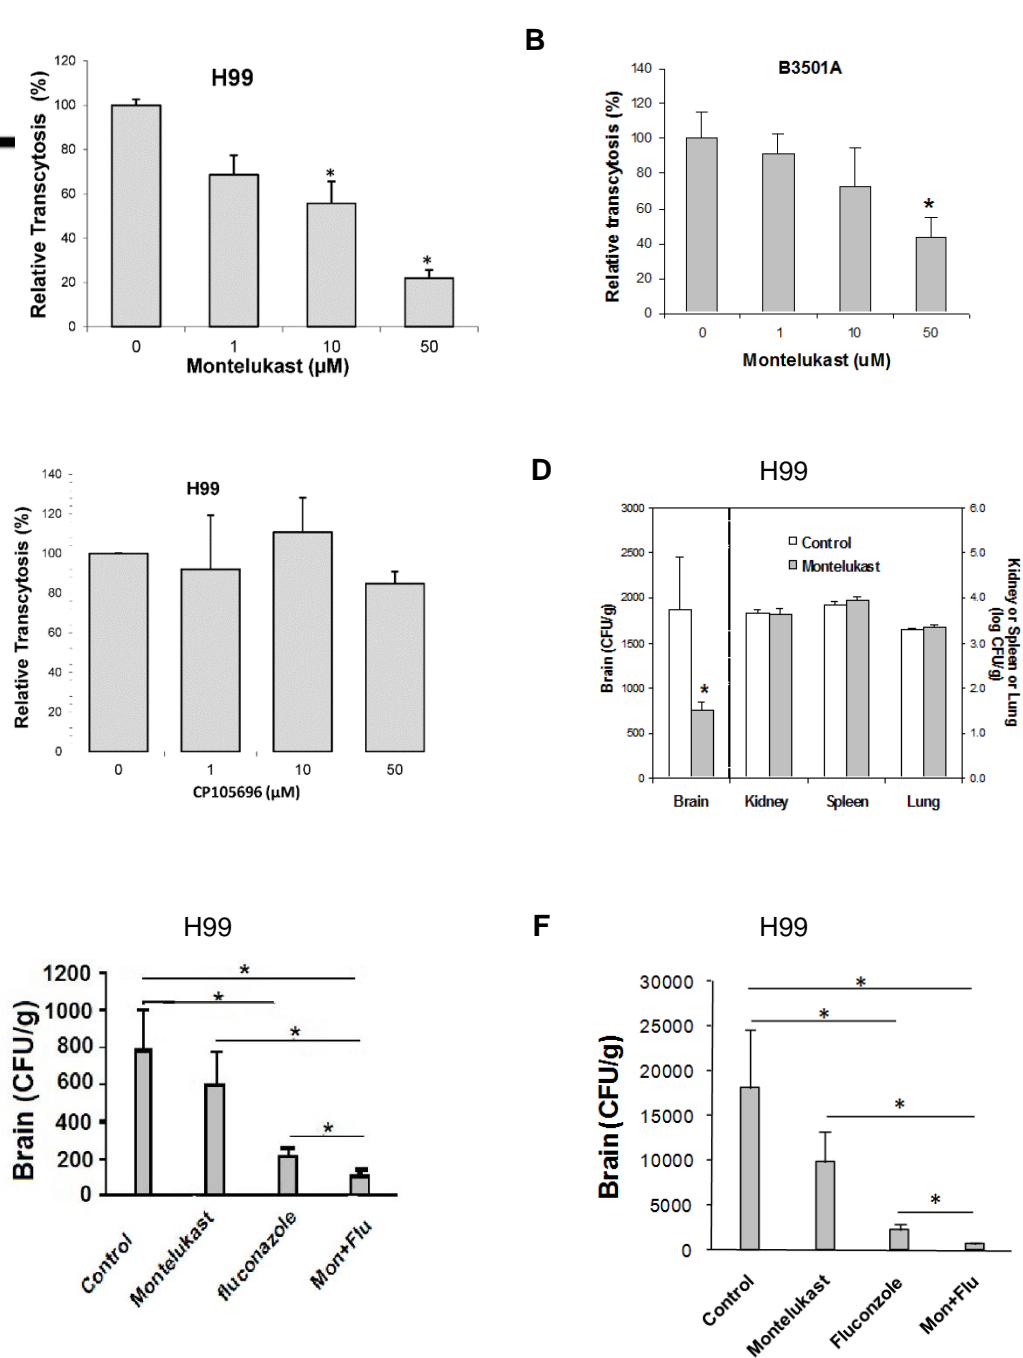 B
H99
Relative Transcytosis (%)
120
100
80
60
40
20
0
*
*
0 1 10 50
Montelukast (µM)
B3501A
Relative transcytosis (%)
140
120
100
80
60
40
20
0
*
0 1 10 50
Montelukast (uM)
H99
Relative Transcytosis (%)
140
120
100
80
60
40
20
0
0 1 10 50
CP105696 (µM)
D
H99
Brain (CFU/g)
3000
2500
2000
1500
1000
500
0
Control
Montelukast
*
6.0
5.0
4.0
3.0
2.0
1.0
0.0
Kidney or Spleen or Lung
(log CFU/g)
Brain Kidney Spleen Lung
H99
Brain (CFU/g)
1200
1000
800
600
400
200
0
*
*
*
*
Control
Montelukast
fluconazole
Mon+Flu
F
H99
Brain (CFU/g)
30000
25000
20000
15000
10000
5000
0
*
*
*
*
Control
Montelukast
Fluconzole
Mon+Flu